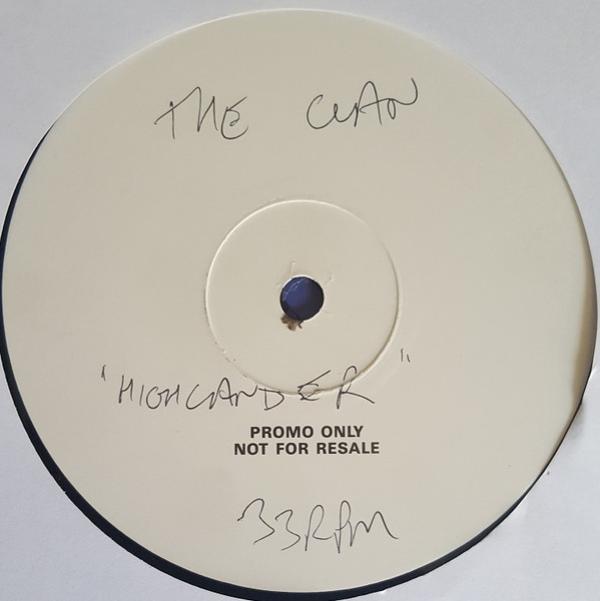 THE CLAN
"HIGHLANDER"
PROMO ONLY
NOT FOR RESALE
33RPM